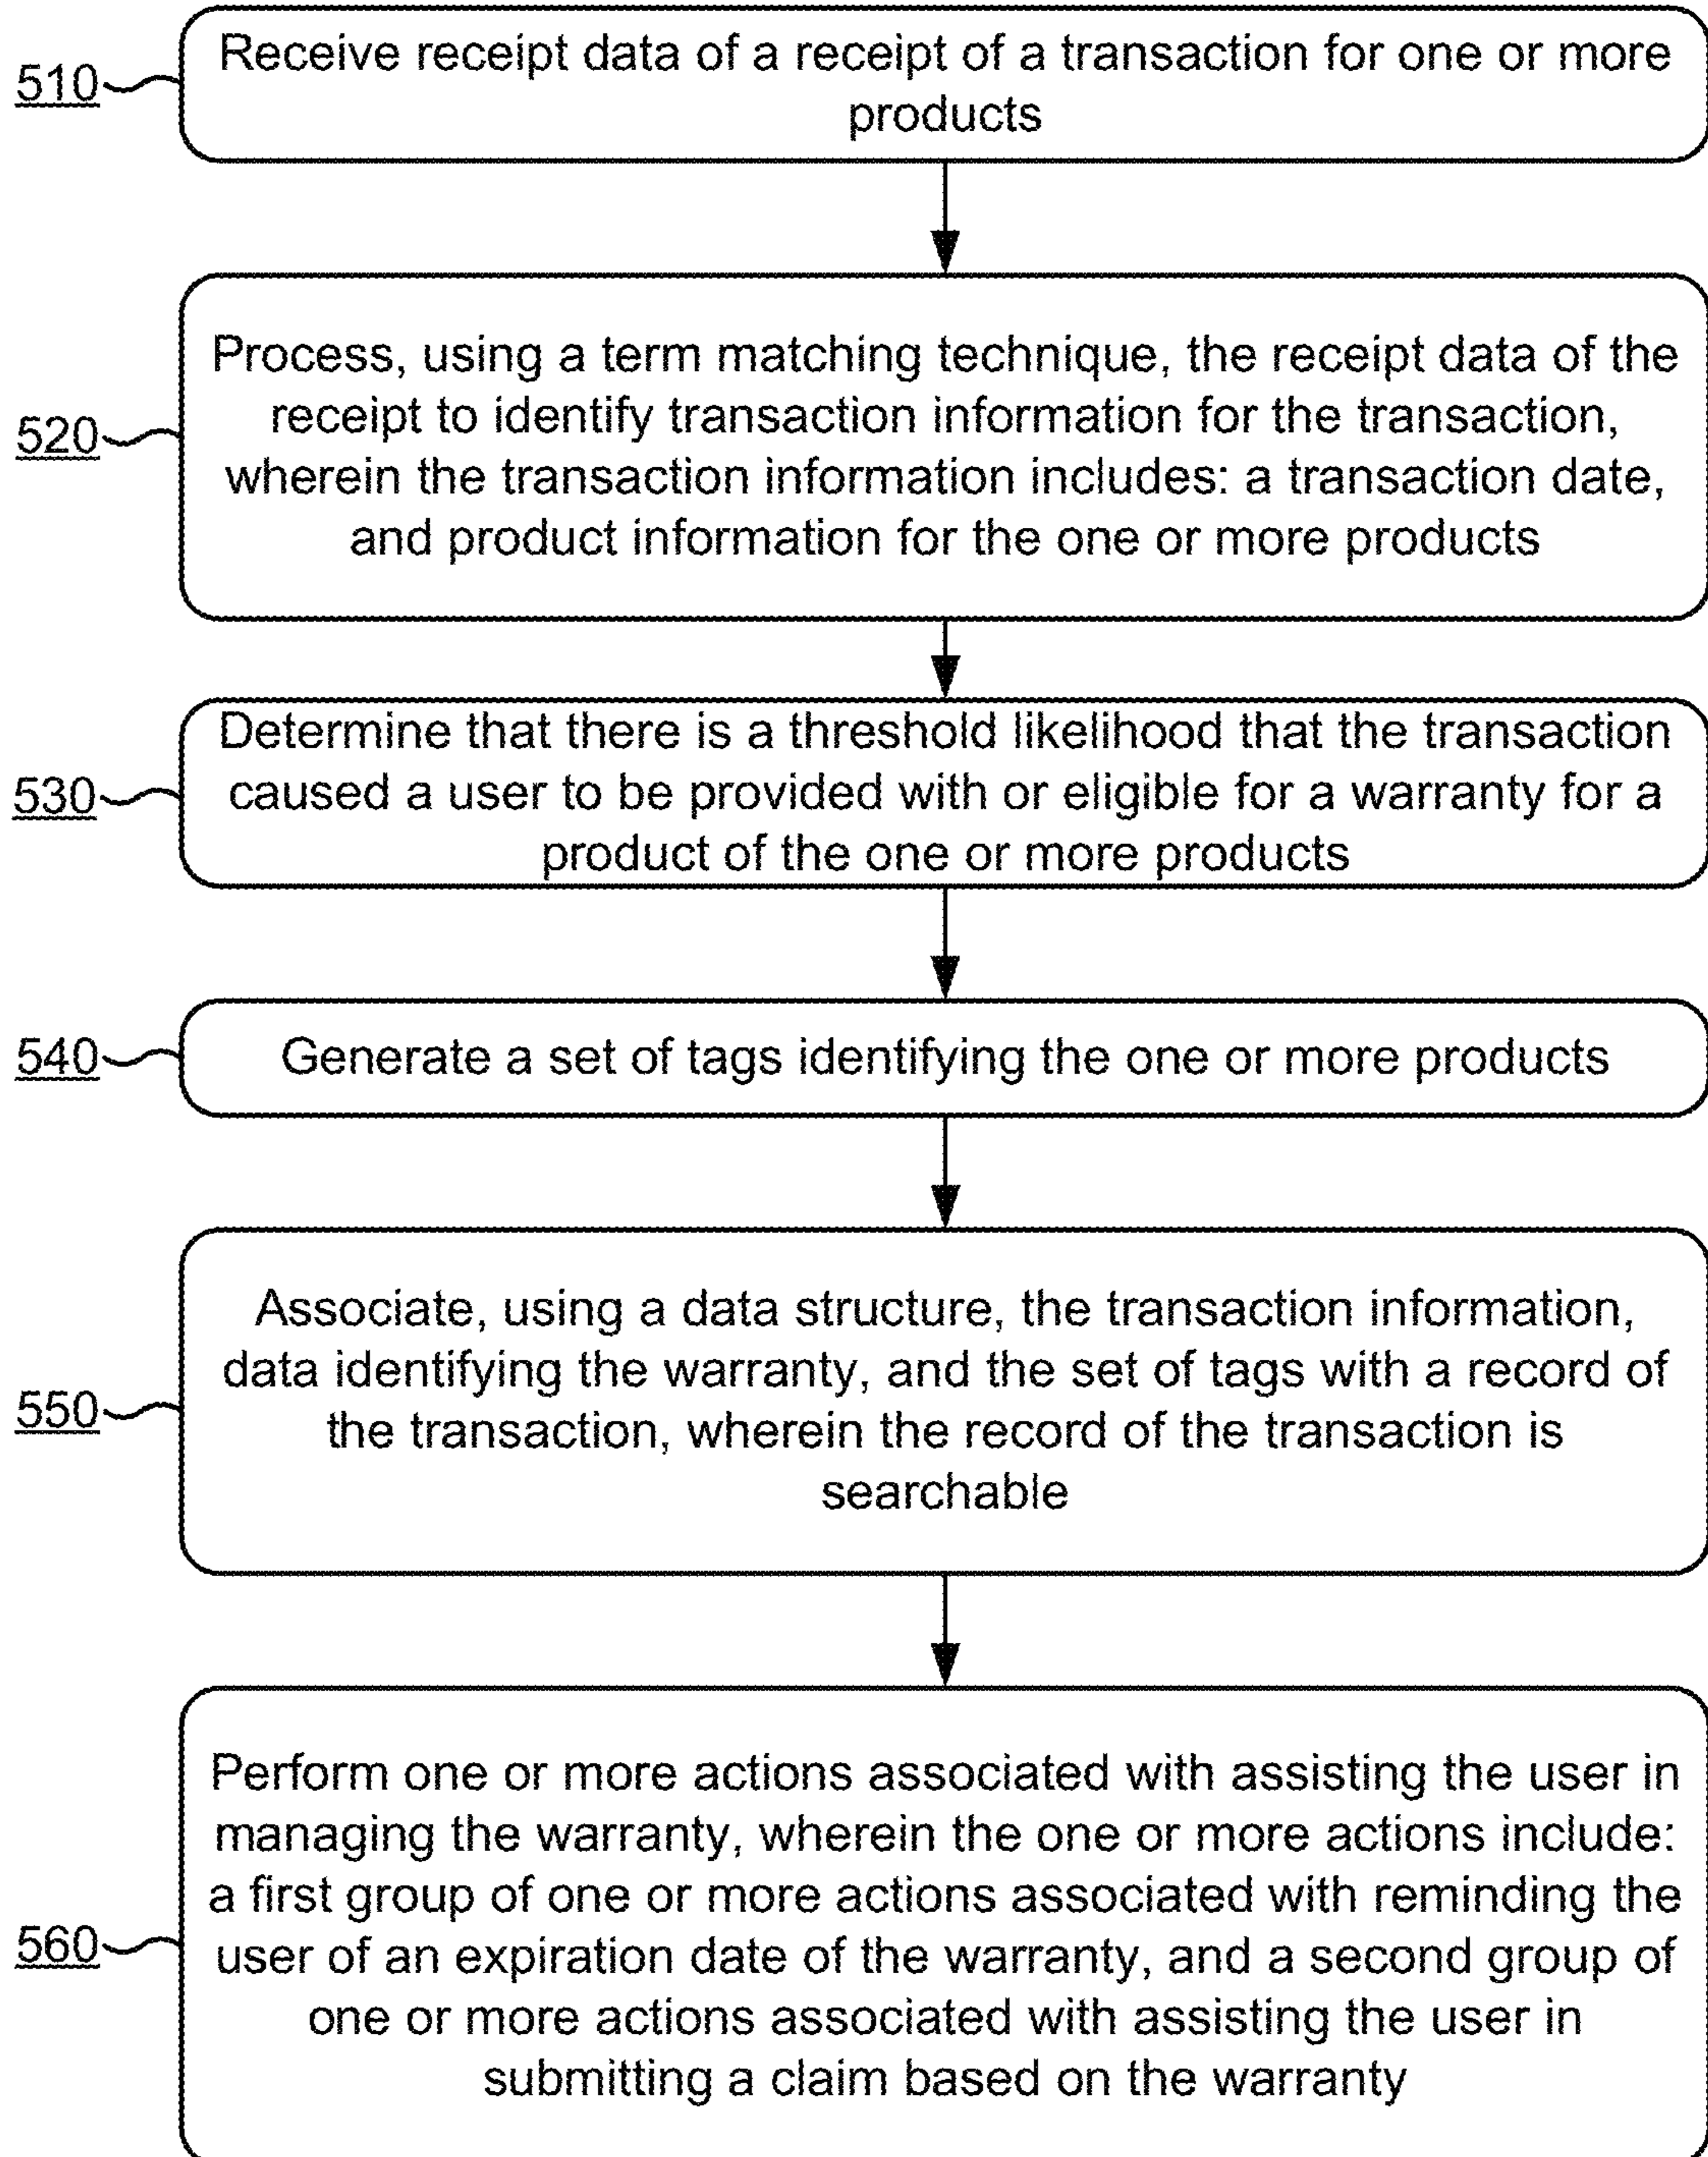 510
Receive receipt data of a receipt of a transaction for one or more
products
520
Process, using a term matching technique, the receipt data of the
receipt to identify transaction information for the transaction,
wherein the transaction information includes: a transaction date,
and product information for the one or more products
530
Determine that there is a threshold likelihood that the transaction
caused a user to be provided with or eligible for a warranty for a
product of the one or more products
540
Generate a set of tags identifying the one or more products
550
Associate, using a data structure, the transaction information,
data identifying the warranty, and the set of tags with a record of
the transaction, wherein the record of the transaction is
searchable
560
Perform one or more actions associated with assisting the user in
managing the warranty, wherein the one or more actions include:
a first group of one or more actions associated with reminding the
user of an expiration date of the warranty, and a second group of
one or more actions associated with assisting the user in
submitting a claim based on the warranty